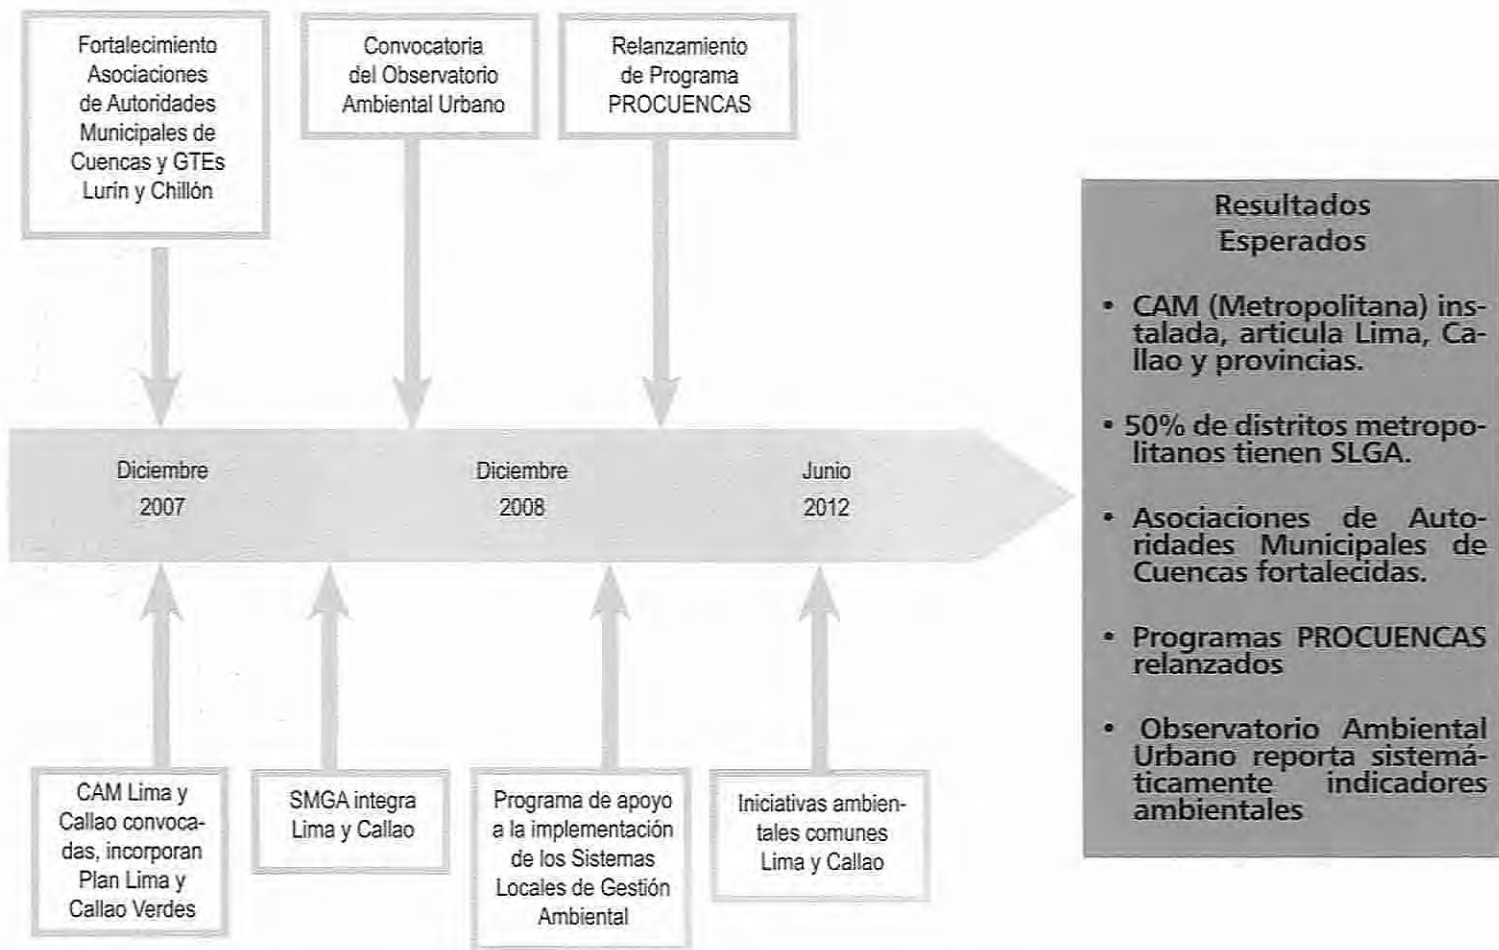 Fortalecimiento
Asociaciones
de Autoridades
Municipales de
Cuencas y GTEs
Lurín y Chillón
Convocatoria
del Observatorio
Ambiental Urbano
Relanzamiento
de Programa
PROCUENCAS
Diciembre
2007
Diciembre
2008
Junio
2012
CAM Lima y
Callao convoca-
das, incorporan
Plan Lima y
Callao Verdes
SMGA integra
Lima y Callao
Programa de apoyo
a la implementación
de los Sistemas
Locales de Gestión
Ambiental
Iniciativas ambien-
tales comunes
Lima y Callao
Resultados
Esperados
• CAM (Metropolitana) ins-
talada, articula Lima, Ca-
llao y provincias.
• 50% de distritos metropo-
litanos tienen SLGA.
• Asociaciones de Auto-
ridades Municipales de
Cuencas fortalecidas.
• Programas PROCUENCAS
relanzados
• Observatorio Ambiental
Urbano reporta sistemá-
ticamente indicadores
ambientales